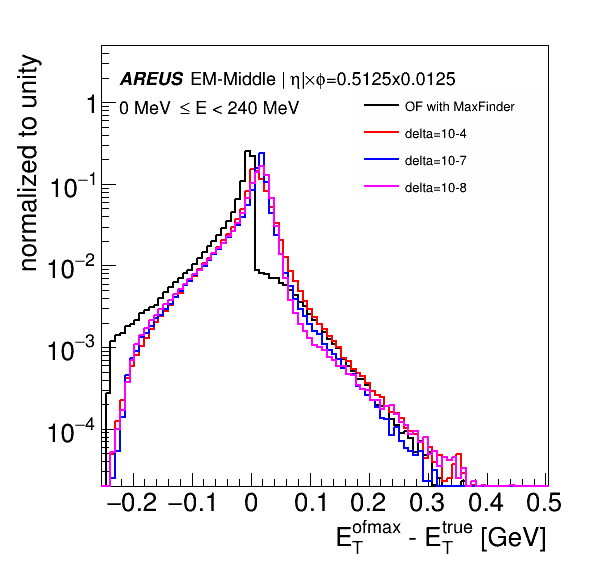 normalized to unity
AREUS EM-Middle | η|×ϕ=0.5125x0.0125
0 MeV ≤ E < 240 MeV
OF with MaxFinder
delta=10-4
delta=10-7
delta=10-8
1
10⁻¹
10⁻²
10⁻³
10⁻⁴
−0.2 −0.1 0 0.1 0.2 0.3 0.4 0.5
E_T^ofmax - E_T^true [GeV]